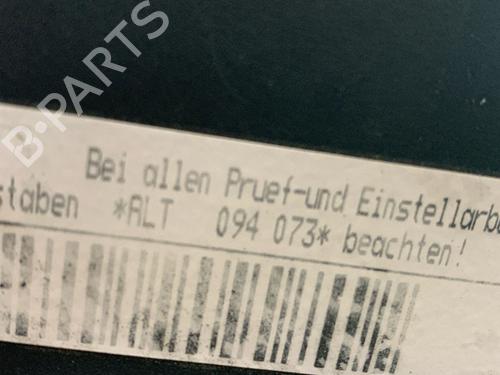 B-PARTS
Bei allen Pruef-und Einstellarb
staben *ALT 094 073* beachten!